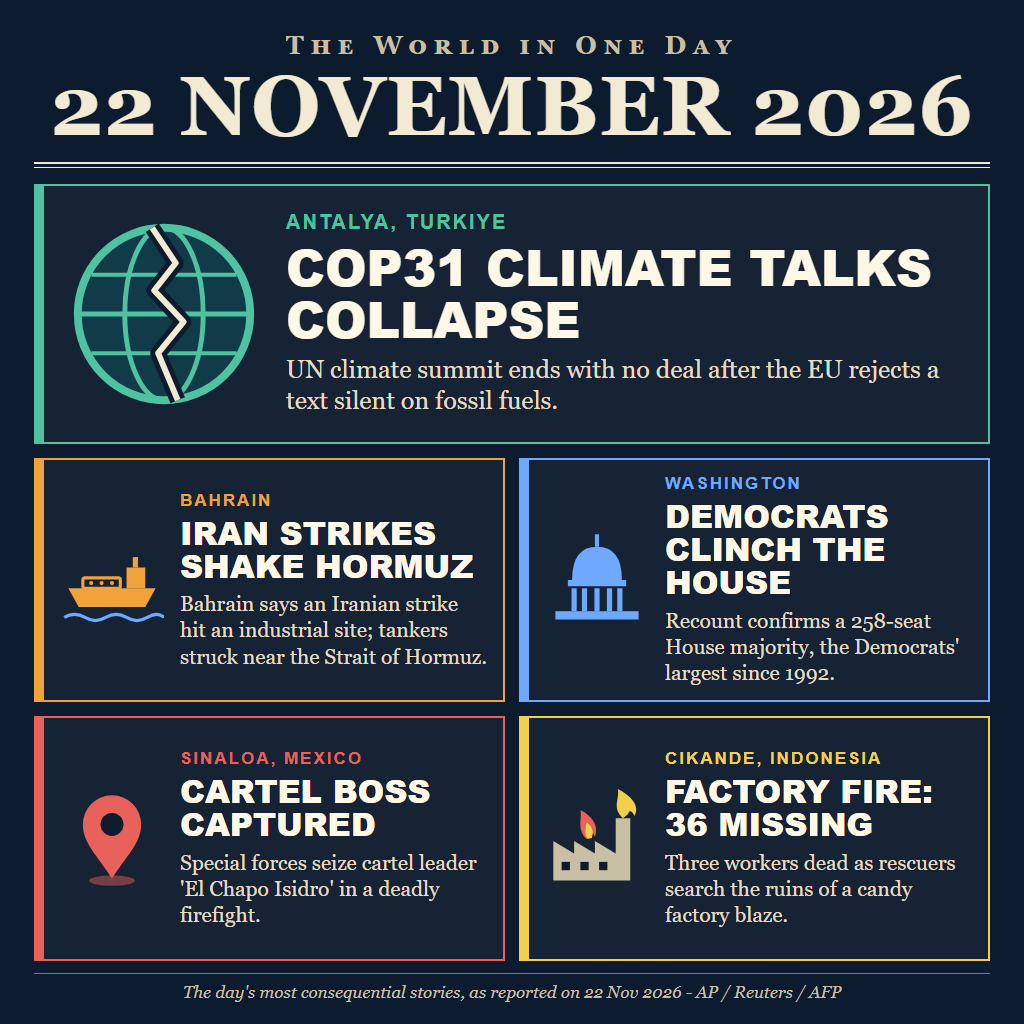 The World in One Day
22 NOVEMBER 2026
ANTALYA, TURKIYE
COP31 CLIMATE TALKS
COLLAPSE
UN climate summit ends with no deal after the EU rejects a
text silent on fossil fuels.
BAHRAIN
IRAN STRIKES
SHAKE HORMUZ
Bahrain says an Iranian strike
hit an industrial site; tankers
struck near the Strait of Hormuz.
WASHINGTON
DEMOCRATS
CLINCH THE
HOUSE
Recount confirms a 258-seat
House majority, the Democrats'
largest since 1992.
SINALOA, MEXICO
CARTEL BOSS
CAPTURED
Special forces seize cartel leader
'El Chapo Isidro' in a deadly
firefight.
CIKANDE, INDONESIA
FACTORY FIRE:
36 MISSING
Three workers dead as rescuers
search the ruins of a candy
factory blaze.
The day's most consequential stories, as reported on 22 Nov 2026 - AP / Reuters / AFP